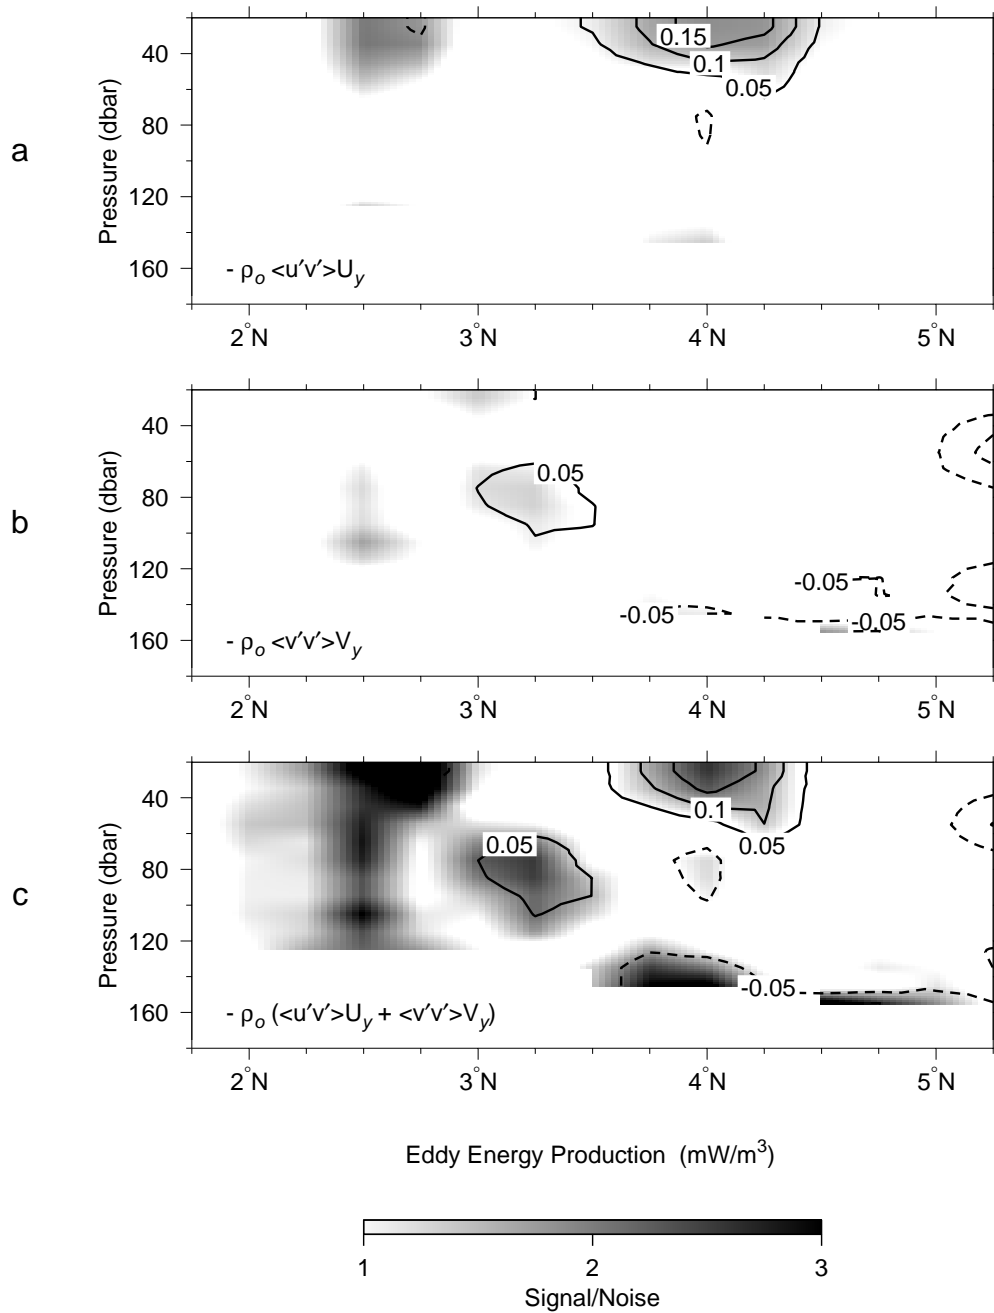 a
Pressure (dbar)
40
80
120
160
0.15
0.1
0.05
- ρo <u′v′>Uy
2°N
3°N
4°N
5°N
b
Pressure (dbar)
40
80
120
160
0.05
-0.05
-0.05
-0.05
- ρo <v′v′>Vy
2°N
3°N
4°N
5°N
c
Pressure (dbar)
40
80
120
160
0.05
0.1
0.05
-0.05
- ρo (<u′v′>Uy + <v′v′>Vy)
2°N
3°N
4°N
5°N
Eddy Energy Production (mW/m³)
1
2
3
Signal/Noise